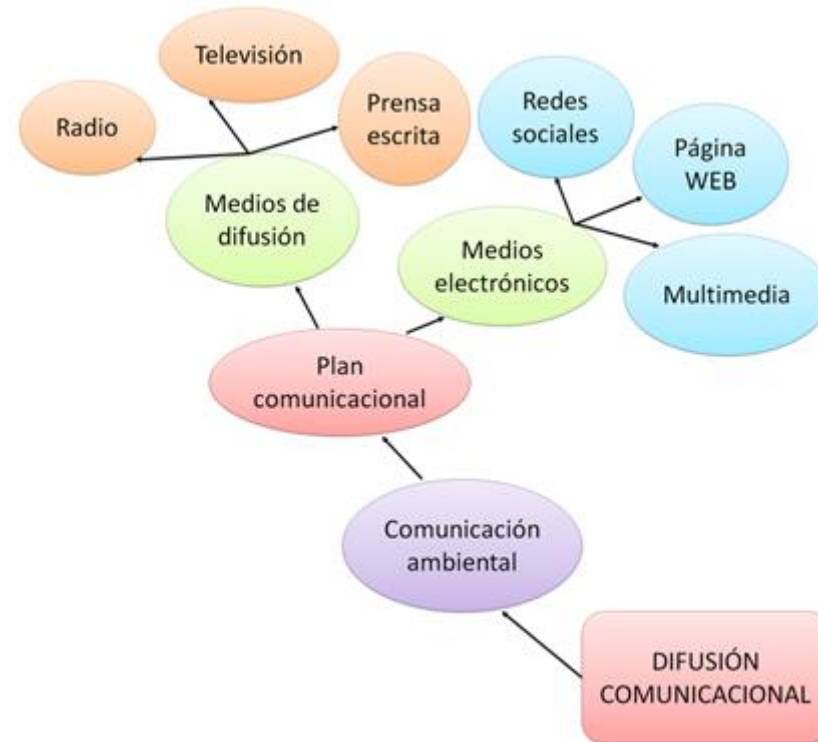 Televisión
Radio
Prensa
escrita
Redes
sociales
Página
WEB
Medios de
difusión
Medios
electrónicos
Multimedia
Plan
comunicacional
Comunicación
ambiental
DIFUSIÓN
COMUNICACIONAL